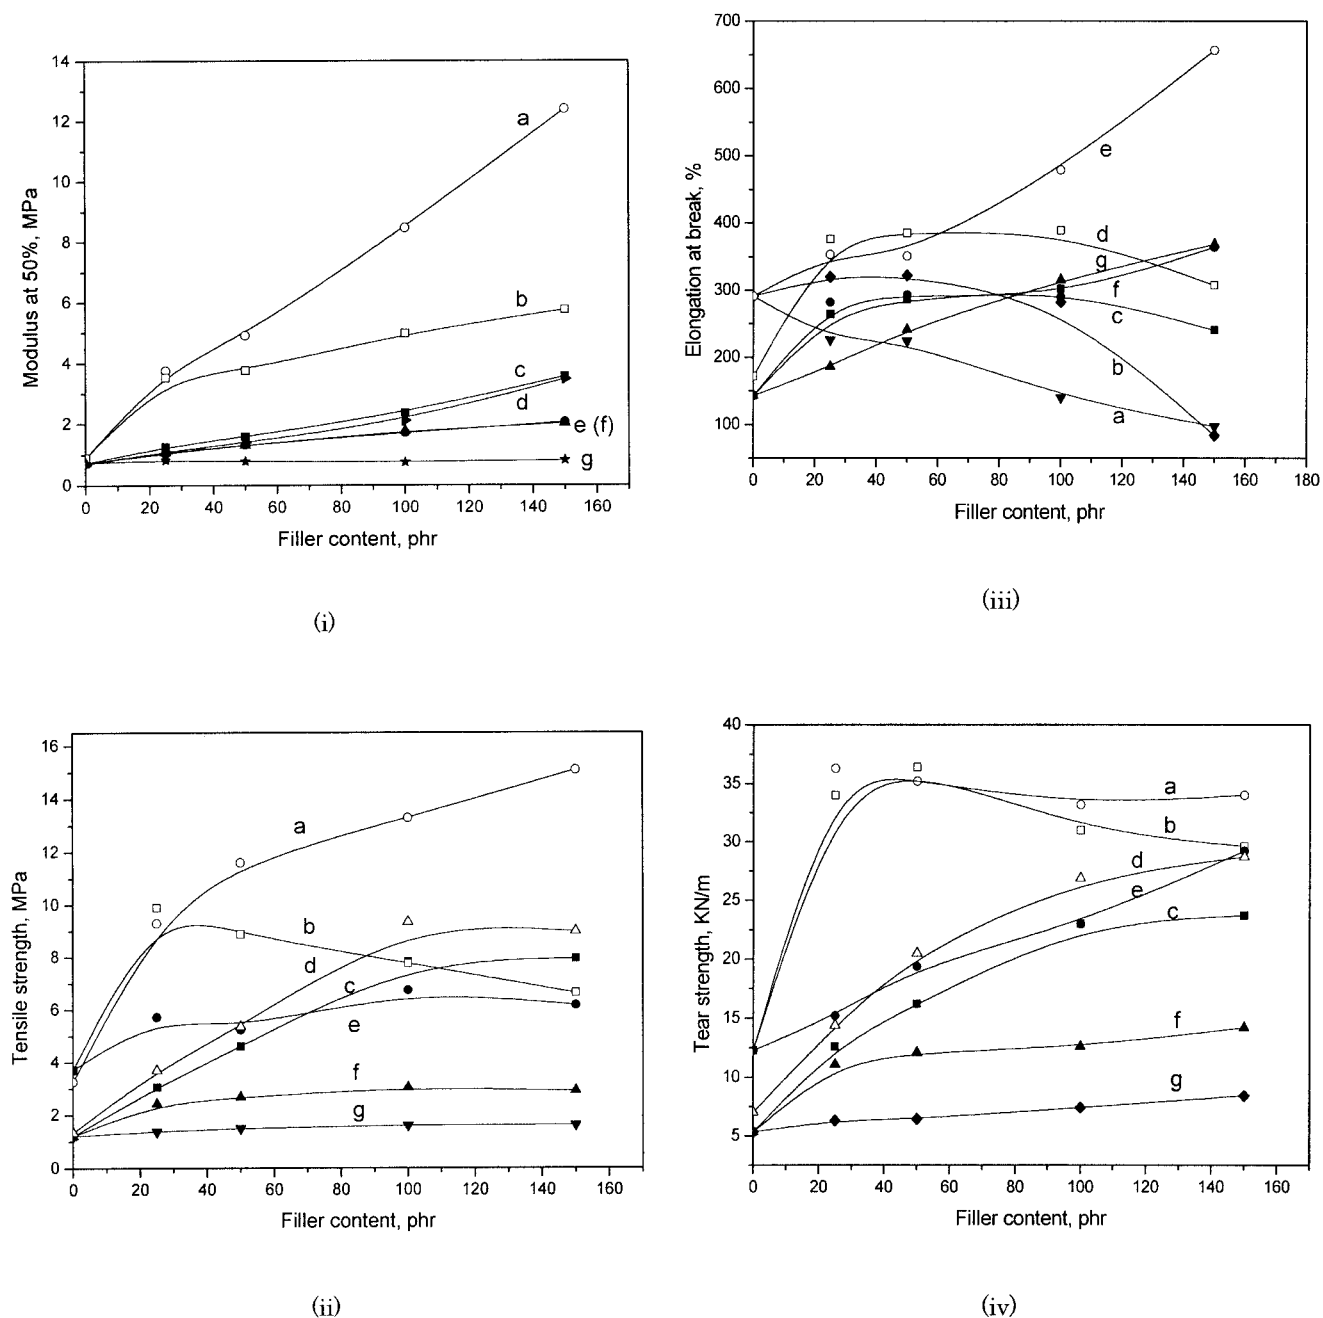 14
12
10
8
6
4
2
0
0 20 40 60 80 100 120 140 160
Modulus at 50%, MPa
Filler content, phr
a
b
c
d
e (f)
g
(i)
700
600
500
400
300
200
100
0 20 40 60 80 100 120 140 160 180
Elongation at break, %
Filler content, phr
e
d
g
f
c
b
a
(iii)
16
14
12
10
8
6
4
2
0
0 20 40 60 80 100 120 140 160
Tensile strength, MPa
Filler content, phr
a
b
d
c
e
f
g
(ii)
40
35
30
25
20
15
10
5
0 20 40 60 80 100 120 140 160
Tear strength, KN/m
Filler content, phr
a
b
d
e
c
f
g
(iv)